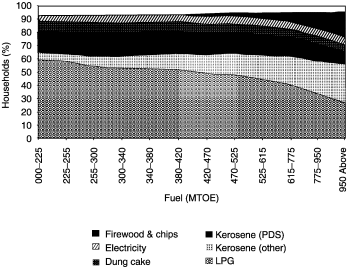 100
90
80
70
60
50
40
30
20
10
0
Households (%)
000–225
225–255
255–300
300–340
340–380
380–420
420–470
470–525
525–615
615–775
775–950
950 Above
Fuel (MTOE)
Firewood & chips
Kerosene (PDS)
Electricity
Kerosene (other)
Dung cake
LPG